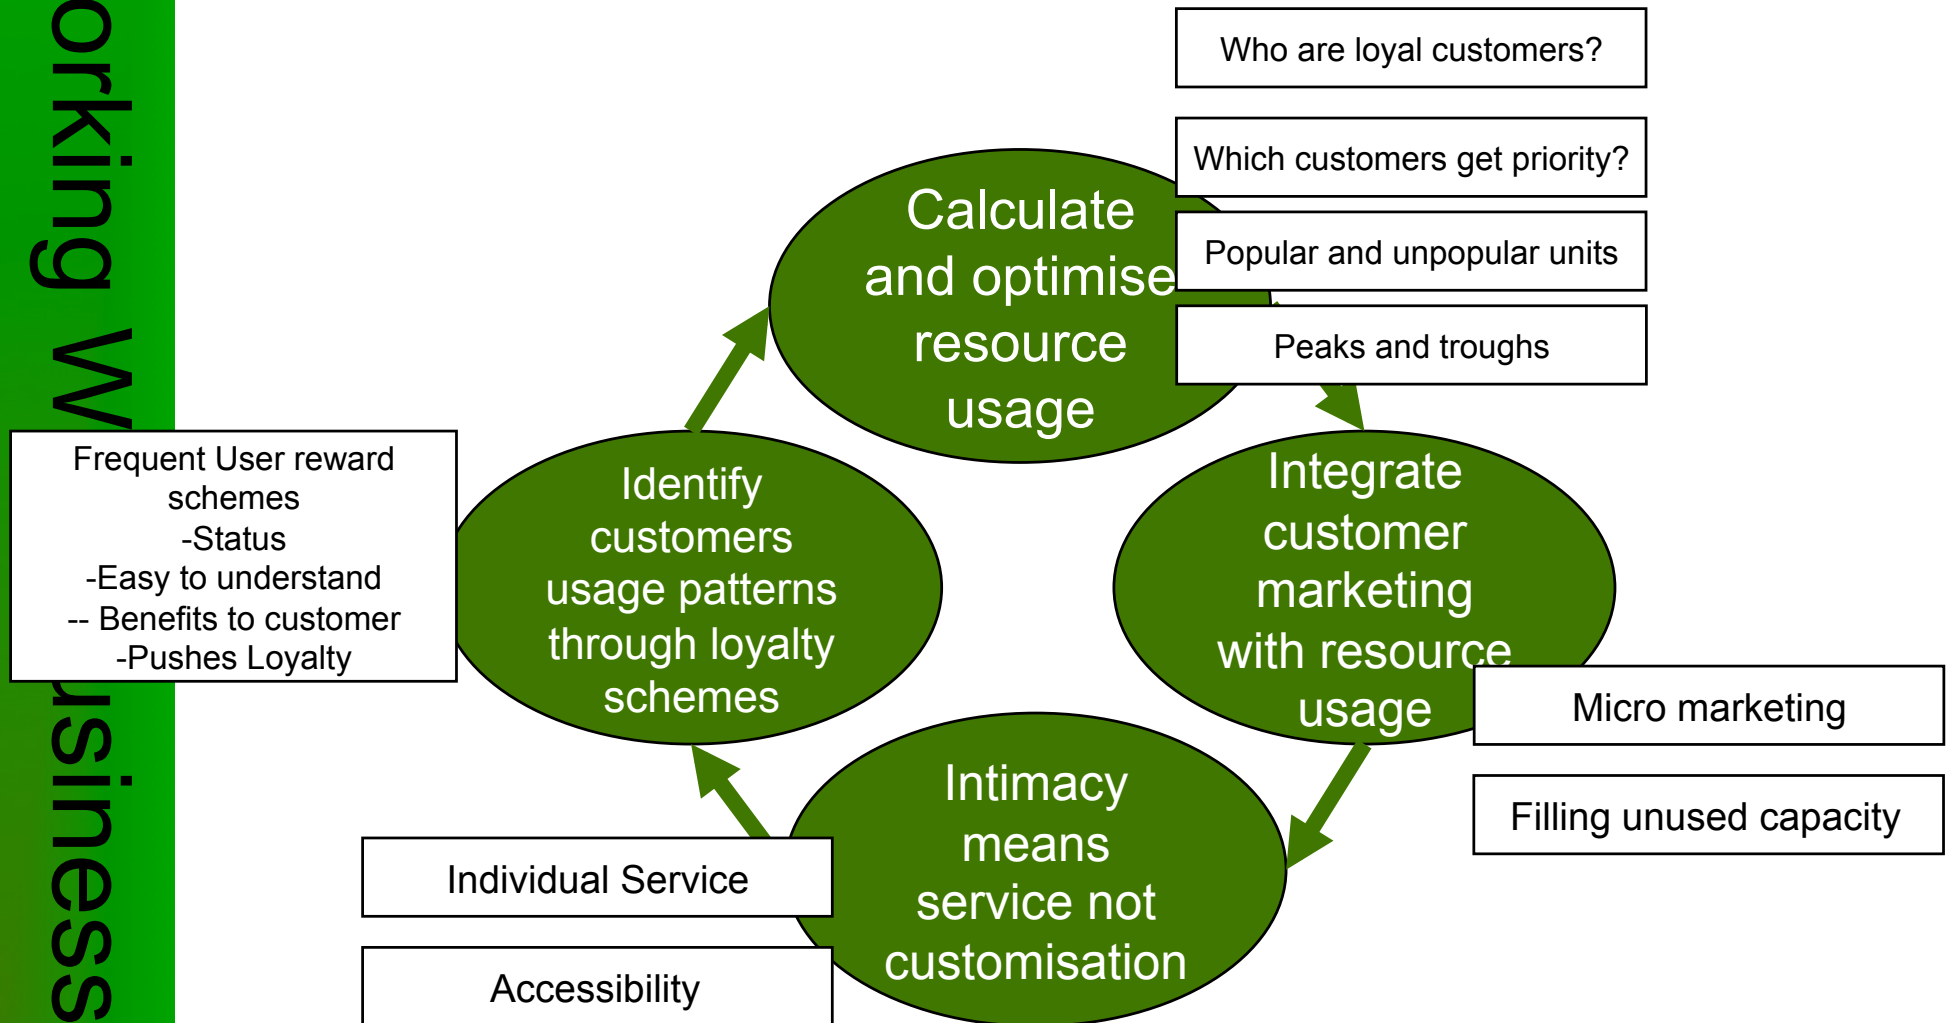 orking W
usiness
Who are loyal customers?
Which customers get priority?
Popular and unpopular units
Peaks and troughs
Calculate
and optimise
resource
usage
Frequent User reward
schemes
-Status
-Easy to understand
-- Benefits to customer
-Pushes Loyalty
Identify
customers
usage patterns
through loyalty
schemes
Integrate
customer
marketing
with resource
usage
Micro marketing
Filling unused capacity
Intimacy
means
service not
customisation
Individual Service
Accessibility